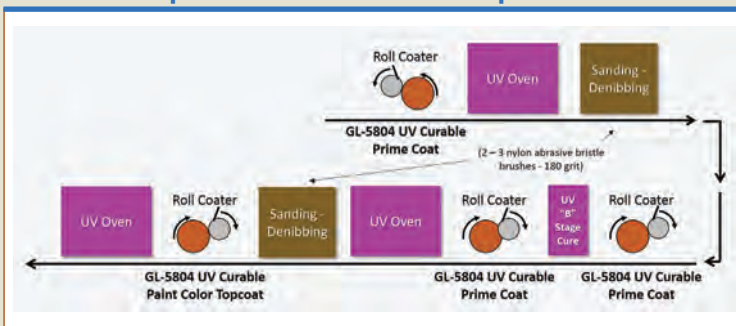 Roll Coater
UV Oven
Sanding -
Denibbing
GL-5804 UV Curable
Prime Coat
(2 – 3 nylon abrasive bristle
brushes - 180 grit)
UV Oven
Roll Coater
Sanding -
Denibbing
UV Oven
Roll Coater
UV
"B"
Stage
Cure
Roll Coater
GL-5804 UV Curable
Paint Color Topcoat
GL-5804 UV Curable
Prime Coat
GL-5804 UV Curable
Prime Coat